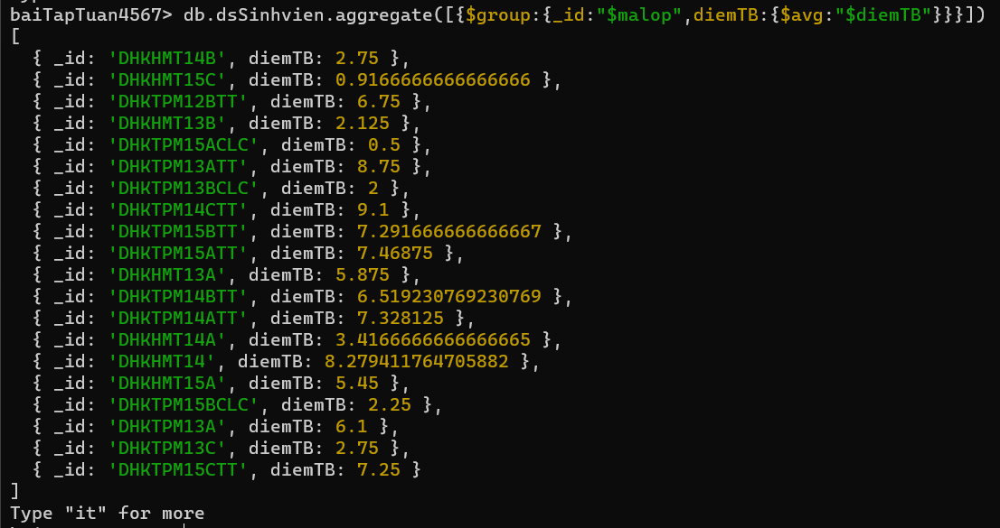 baiTapTuan4567> db.dsSinhvien.aggregate([{$group:{_id:"$malop",diemTB:{$avg:"$diemTB"}}}])
[
  { _id: 'DHKHMT14B', diemTB: 2.75 },
  { _id: 'DHKHMT15C', diemTB: 0.9166666666666666 },
  { _id: 'DHKTPM12BTT', diemTB: 6.75 },
  { _id: 'DHKHMT13B', diemTB: 2.125 },
  { _id: 'DHKTPM15ACLC', diemTB: 0.5 },
  { _id: 'DHKTPM13ATT', diemTB: 8.75 },
  { _id: 'DHKTPM13BCLC', diemTB: 2 },
  { _id: 'DHKTPM14CTT', diemTB: 9.1 },
  { _id: 'DHKTPM15BTT', diemTB: 7.291666666666667 },
  { _id: 'DHKTPM15ATT', diemTB: 7.46875 },
  { _id: 'DHKHMT13A', diemTB: 5.875 },
  { _id: 'DHKTPM14BTT', diemTB: 6.519230769230769 },
  { _id: 'DHKTPM14ATT', diemTB: 7.328125 },
  { _id: 'DHKHMT14A', diemTB: 3.4166666666666665 },
  { _id: 'DHKHMT14', diemTB: 8.279411764705882 },
  { _id: 'DHKHMT15A', diemTB: 5.45 },
  { _id: 'DHKTPM15BCLC', diemTB: 2.25 },
  { _id: 'DHKTPM13A', diemTB: 6.1 },
  { _id: 'DHKTPM13C', diemTB: 2.75 },
  { _id: 'DHKTPM15CTT', diemTB: 7.25 }
]
Type "it" for more